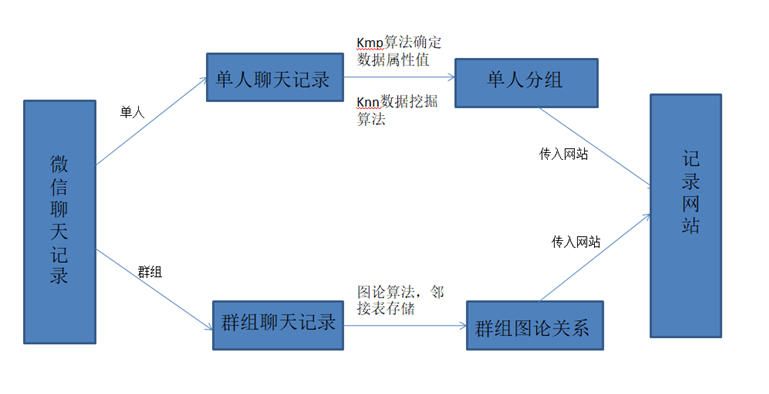 微信聊天记录
单人
单人聊天记录
Kmp算法确定
数据属性值
Knn数据挖掘
算法
单人分组
传入网站
群组
群组聊天记录
图论算法，邻
接表存储
群组图论关系
传入网站
记录网站